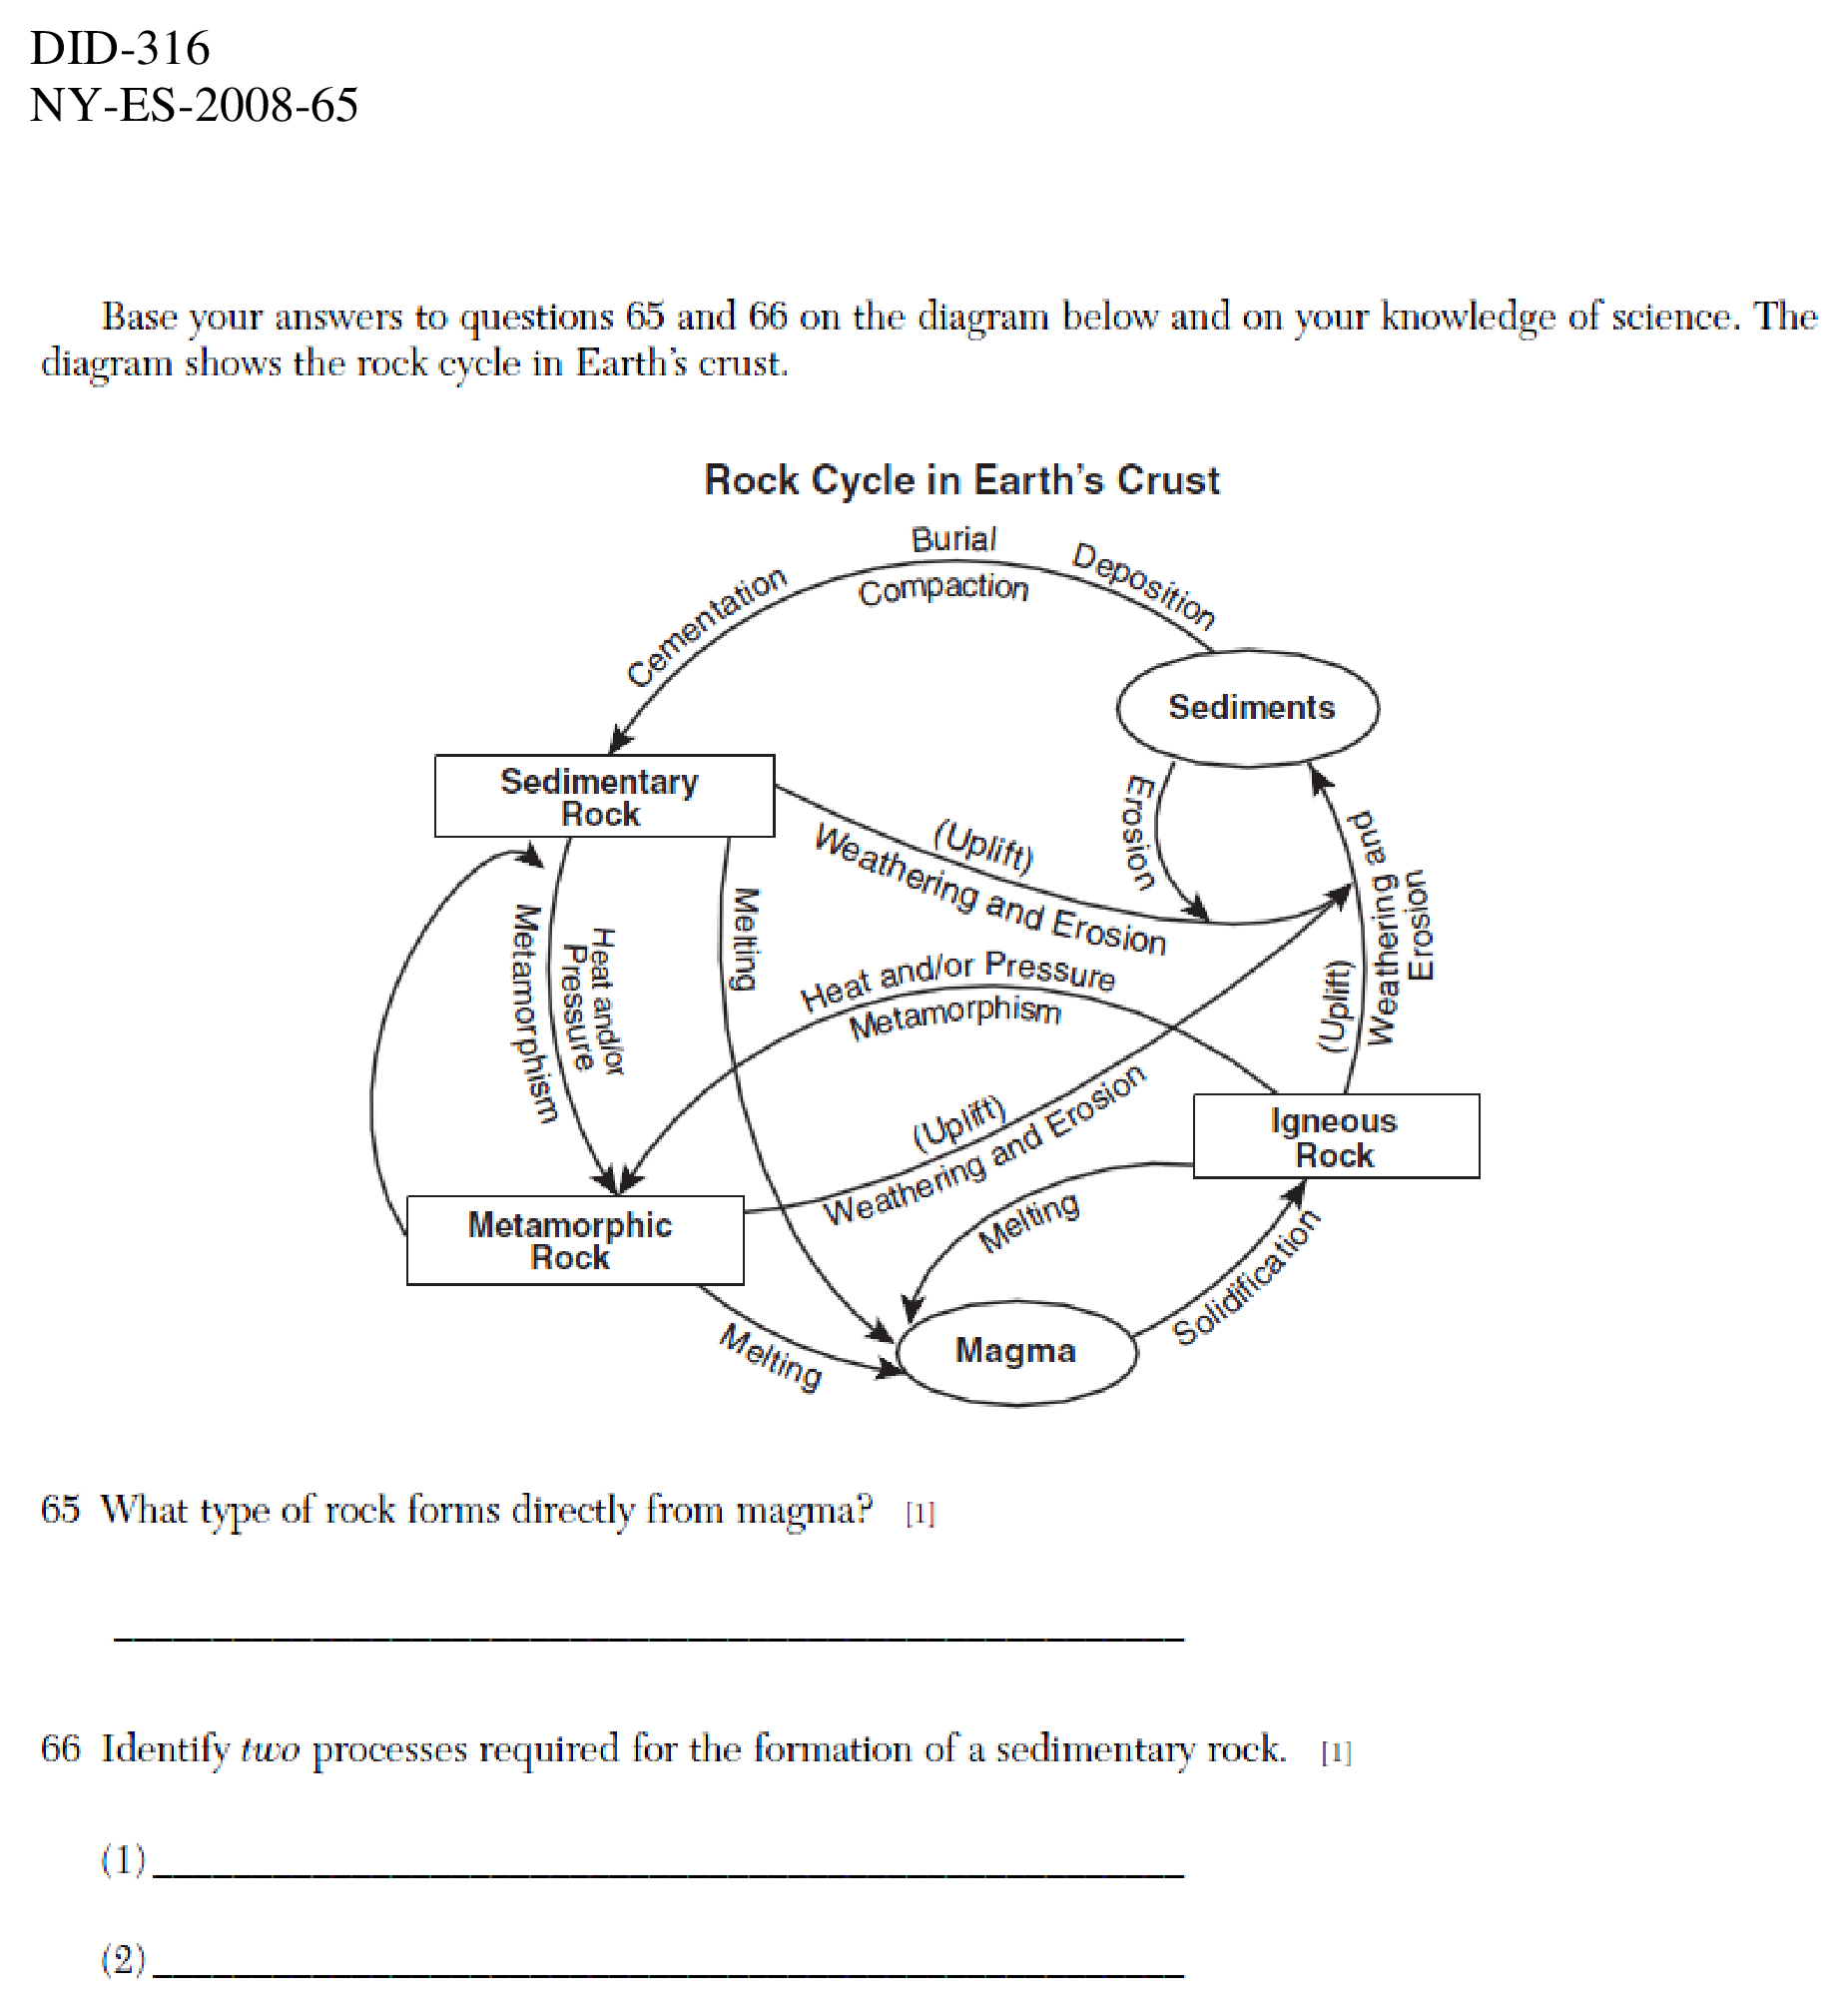 DID-316
NY-ES-2008-65
Base your answers to questions 65 and 66 on the diagram below and on your knowledge of science. The
diagram shows the rock cycle in Earth's crust.
Rock Cycle in Earth's Crust
Burial
Deposition
Compaction
Cementation
Sediments
Sedimentary
Rock
Erosion
(Uplift)
Weathering and Erosion
Weathering and
Erosion
(Uplift)
Melting
Metamorphism
Heat and/or
Pressure
Heat and/or Pressure
Metamorphism
(Uplift)
Weathering and Erosion
Igneous
Rock
Metamorphic
Rock
Melting
Solidification
Melting
Magma
65 What type of rock forms directly from magma? [1]
66 Identify two processes required for the formation of a sedimentary rock. [1]
(1)
(2)